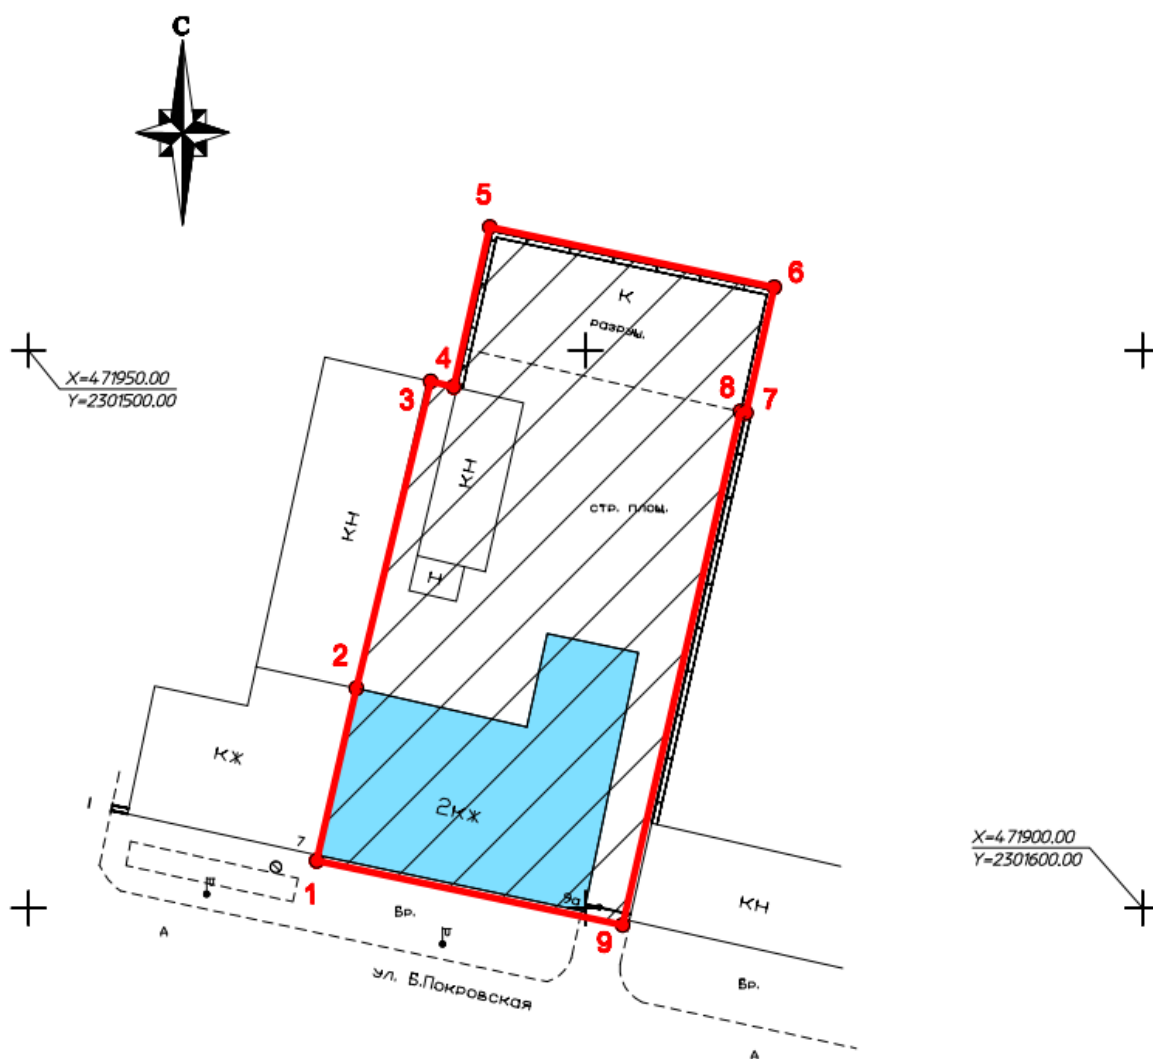 С
5
6
К
разруш.
X=471950.00
Y=2301500.00
4
3
8
7
КН
КН
стр. площ.
Н
2
КЖ
2КЖ
I
7
1
X=471900.00
Y=2301600.00
9а
Вр.
9
КН
А
ул. Б.Покровская
Вр.
А